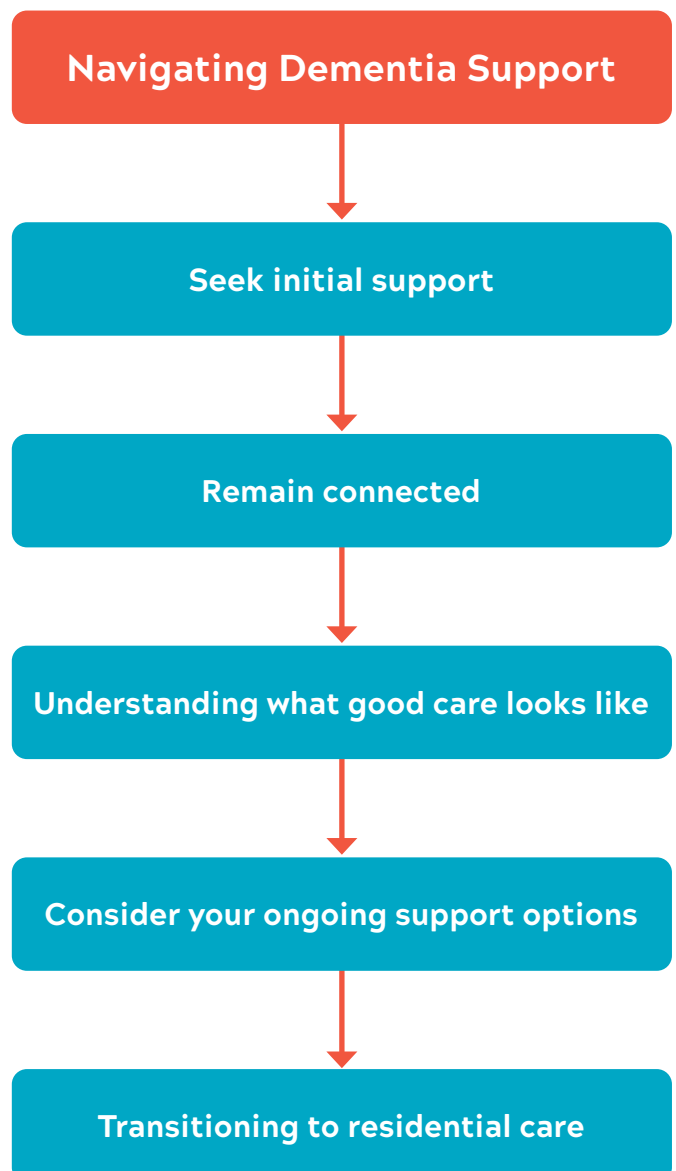 Navigating Dementia Support
Seek initial support
Remain connected
Understanding what good care looks like
Consider your ongoing support options
Transitioning to residential care